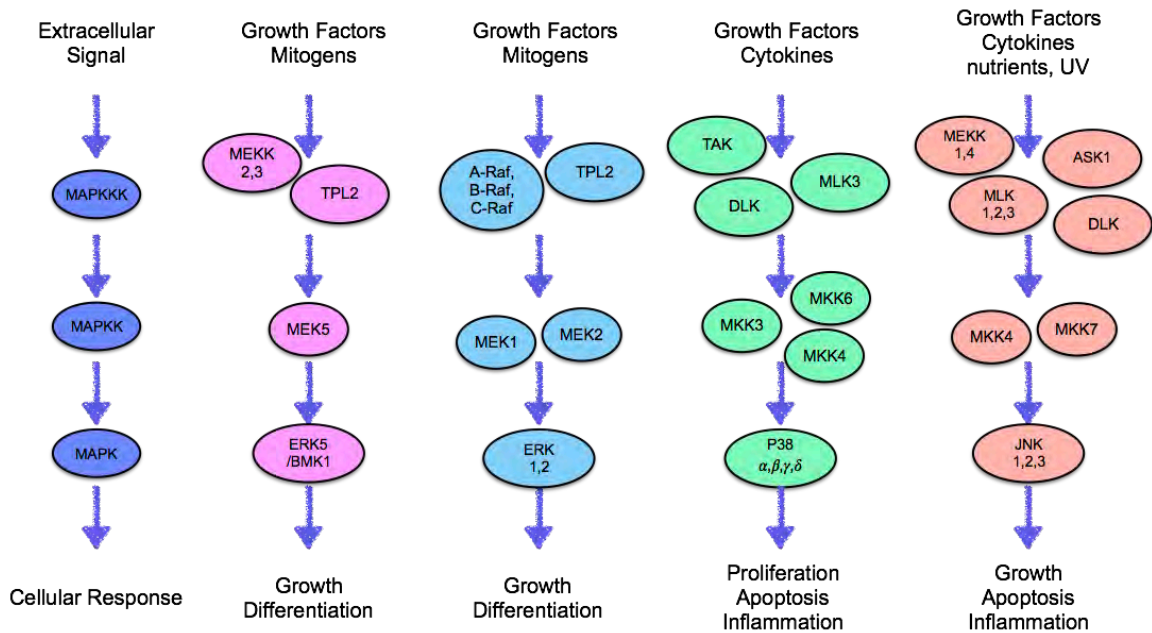 Extracellular
Signal
MAPKKK
MAPKK
MAPK
Cellular Response
Growth Factors
Mitogens
MEKK
2,3
TPL2
MEK5
ERK5
/BMK1
Growth
Differentiation
Growth Factors
Mitogens
A-Raf,
B-Raf,
C-Raf
TPL2
MEK1
MEK2
ERK
1,2
Growth
Differentiation
Growth Factors
Cytokines
TAK
MLK3
DLK
MKK6
MKK3
MKK4
P38
α,β,γ,δ
Proliferation
Apoptosis
Inflammation
Growth Factors
Cytokines
nutrients, UV
MEKK
1,4
ASK1
MLK
1,2,3
DLK
MKK4
MKK7
JNK
1,2,3
Growth
Apoptosis
Inflammation